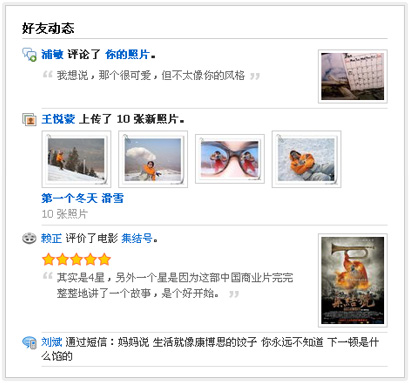 好友动态
浦敏 评论了 你的照片。
“ 我想说，那个很可爱，但不太像你的风格 ”
王悦蒙 上传了 10 张新照片。
第一个冬天 滑雪
10 张照片
赖正 评价了电影 集结号。
“ 其实是4星，另外一个星是因为这部中国商业片完完
整整地讲了一个故事，是个好开始。 ”
集结号
刘斌 通过短信：妈妈说 生活就像康博思的饺子 你永远不知道 下一顿是什
么馅的